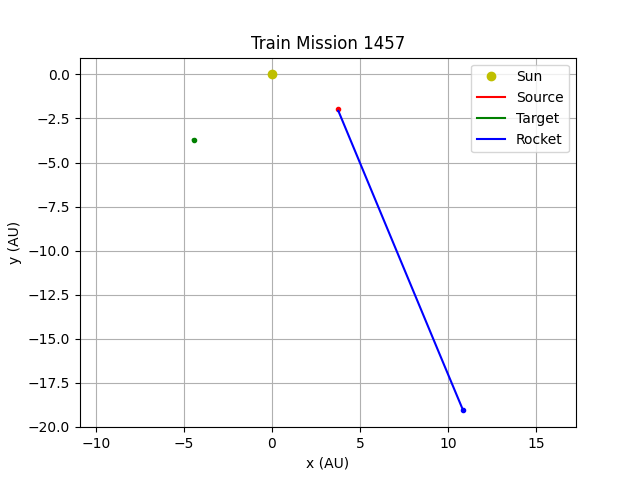 Train Mission 1457
Sun
Source
Target
Rocket
0.0
−2.5
−5.0
−7.5
−10.0
−12.5
−15.0
−17.5
−20.0
y (AU)
−10
−5
0
5
10
15
x (AU)